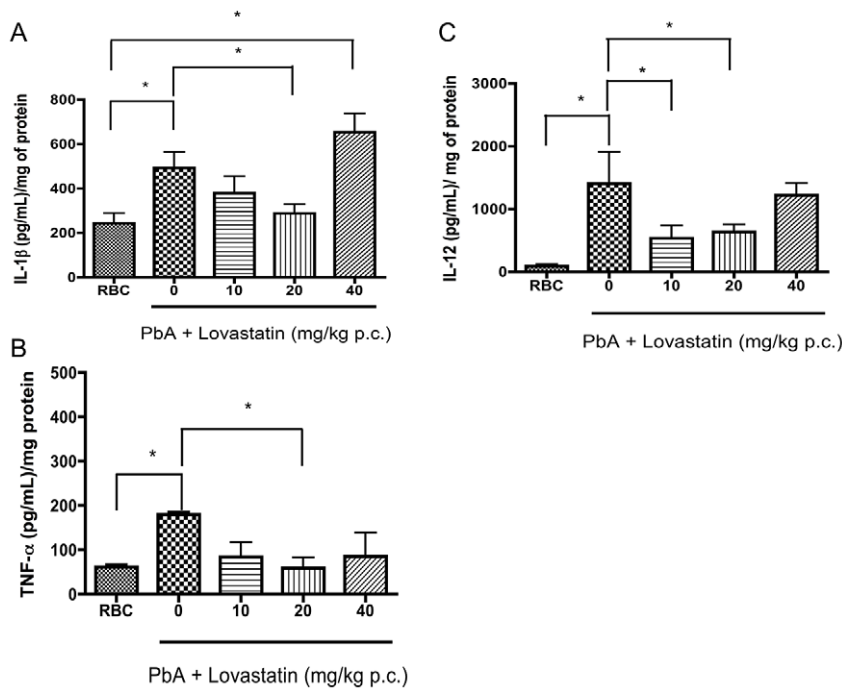 A
*
*
*
IL-1β (pg/mL)/mg of protein
800
600
400
200
0
RBC 0 10 20 40
PbA + Lovastatin (mg/kg p.c.)
B
*
*
TNF-α (pg/mL)/mg protein
500
400
300
200
100
0
RBC 0 10 20 40
PbA + Lovastatin (mg/kg p.c.)
C
*
*
*
IL-12 (pg/mL)/ mg of protein
3000
2000
1000
0
RBC 0 10 20 40
PbA + Lovastatin (mg/kg p.c.)